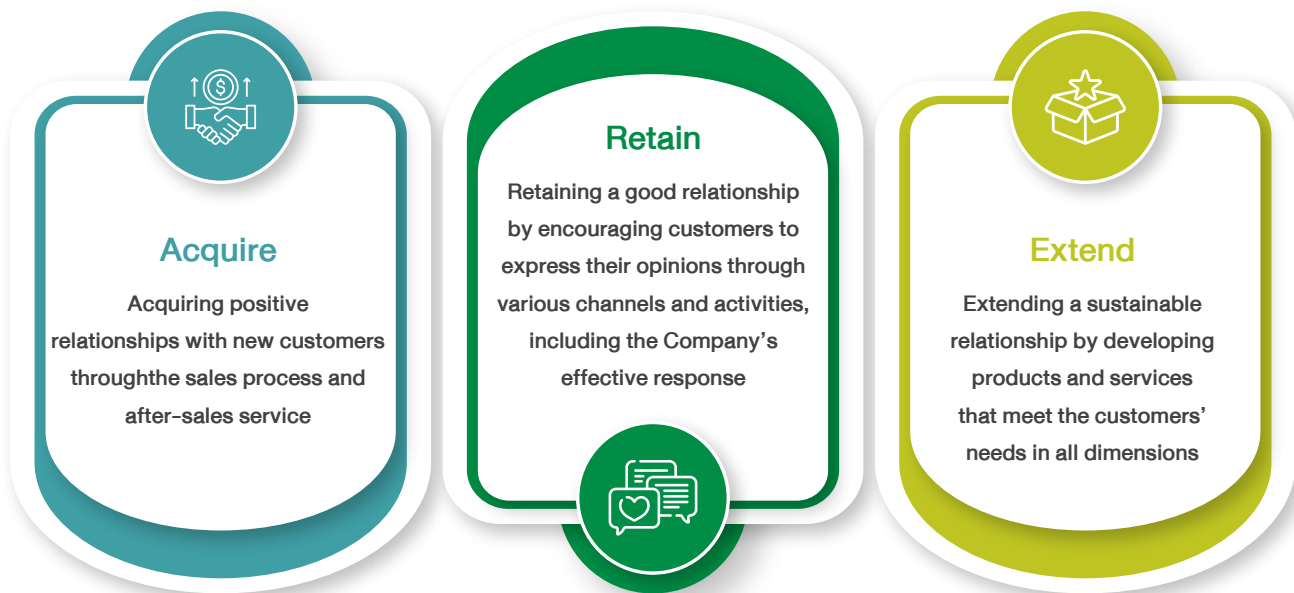 Acquire
Acquiring positive
relationships with new customers
throughthe sales process and
after-sales service
Retain
Retaining a good relationship
by encouraging customers to
express their opinions through
various channels and activities,
including the Company's
effective response
Extend
Extending a sustainable
relationship by developing
products and services
that meet the customers'
needs in all dimensions